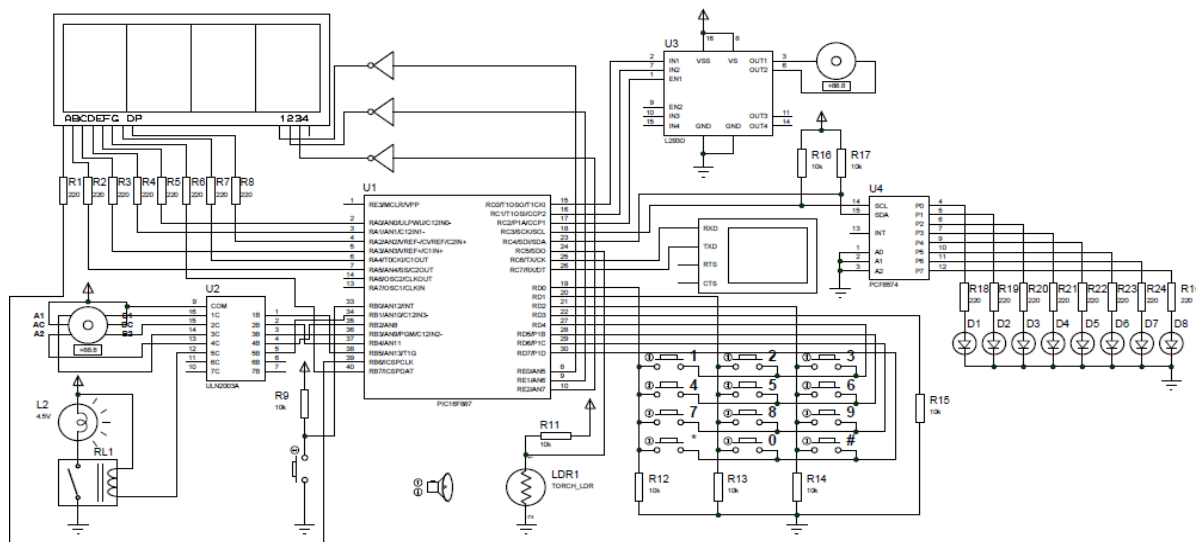 ABCDEFG DP
1234
R1
220
R2
220
R3
220
R4
220
R5
220
R6
220
R7
220
R8
220
U1
1 RE3/MCLR/VPP
2 RA0/AN0/ULPWU/C12IN0-
3 RA1/AN1/C12IN1-
4 RA2/AN2/VREF-/CVREF/C2IN+
5 RA3/AN3/VREF+/C1IN+
6 RA4/T0CKI/C1OUT
7 RA5/AN4/SS/C2OUT
14 RA6/OSC2/CLKOUT
13 RA7/OSC1/CLKIN
33 RB0/AN12/INT
34 RB1/AN10/C12IN3-
35 RB2/AN8
36 RB3/AN9/PGM/C12IN2-
37 RB4/AN11
38 RB5/AN13/T1G
39 RB6/ICSPCLK
40 RB7/ICSPDAT
RC0/T1OSO/T1CKI 15
RC1/T1OSI/CCP2 16
RC2/P1A/CCP1 17
RC3/SCK/SCL 18
RC4/SDI/SDA 23
RC5/SDO 24
RC6/TX/CK 25
RC7/RX/DT 26
RD0 19
RD1 20
RD2 21
RD3 22
RD4 27
RD5/P1B 28
RD6/P1C 29
RD7/P1D 30
RE0/AN5 8
RE1/AN6 9
RE2/AN7 10
PIC16F887
U3
2 IN1
7 IN2
1 EN1
9 EN2
10 IN3
15 IN4
16
8
VSS
VS
OUT1 3
OUT2 6
OUT3 11
OUT4 14
GND
GND
L293D
+88.8
R16
10k
R17
10k
U4
14 SCL
15 SDA
13 INT
1 A0
2 A1
3 A2
P0 4
P1 5
P2 6
P3 7
P4 9
P5 10
P6 11
P7 12
PCF8574
RXD
TXD
RTS
CTS
R18
220
R19
220
R20
220
R21
220
R22
220
R23
220
R24
220
220
D1
D2
D3
D4
D5
D6
D7
D8
A1
AC
A2
B1
BC
B2
+88.8
U2
9 COM
16 1C
15 2C
14 3C
13 4C
12 5C
11 6C
10 7C
1B 1
2B 2
3B 3
4B 4
5B 5
6B 6
7B 7
ULN2003A
R9
10k
L2
4.5V
RL1
R11
10k
LDR1
TORCH_LDR
2
1
2
3
4
5
6
7
8
9
*
0
#
R12
10k
R13
10k
R14
10k
R15
10k